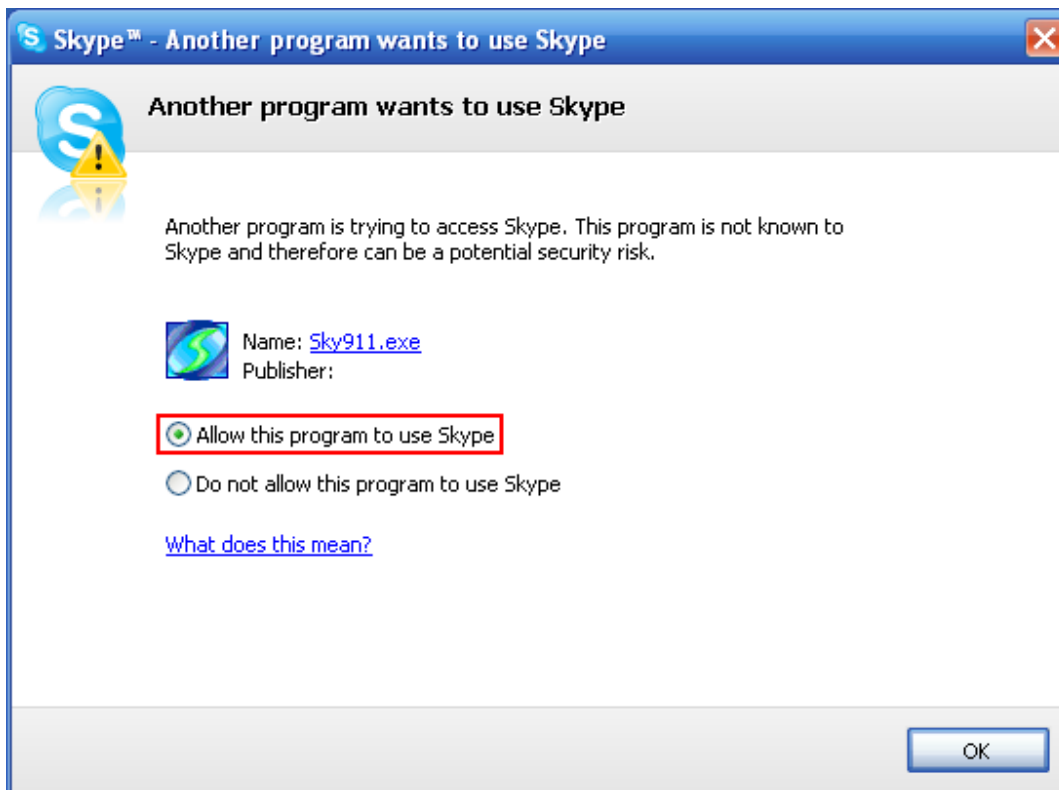 Skype™ - Another program wants to use Skype
Another program wants to use Skype
Another program is trying to access Skype. This program is not known to
Skype and therefore can be a potential security risk.
Name: Sky911.exe
Publisher:
Allow this program to use Skype
Do not allow this program to use Skype
What does this mean?
OK